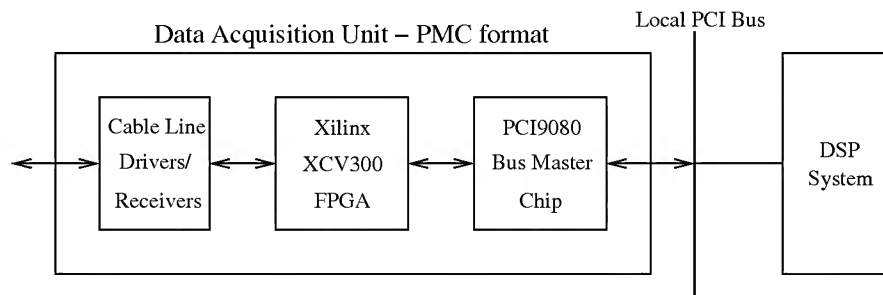 Data Acquisition Unit – PMC format
Local PCI Bus
Cable Line
Drivers/
Receivers
Xilinx
XCV300
FPGA
PCI9080
Bus Master
Chip
DSP
System